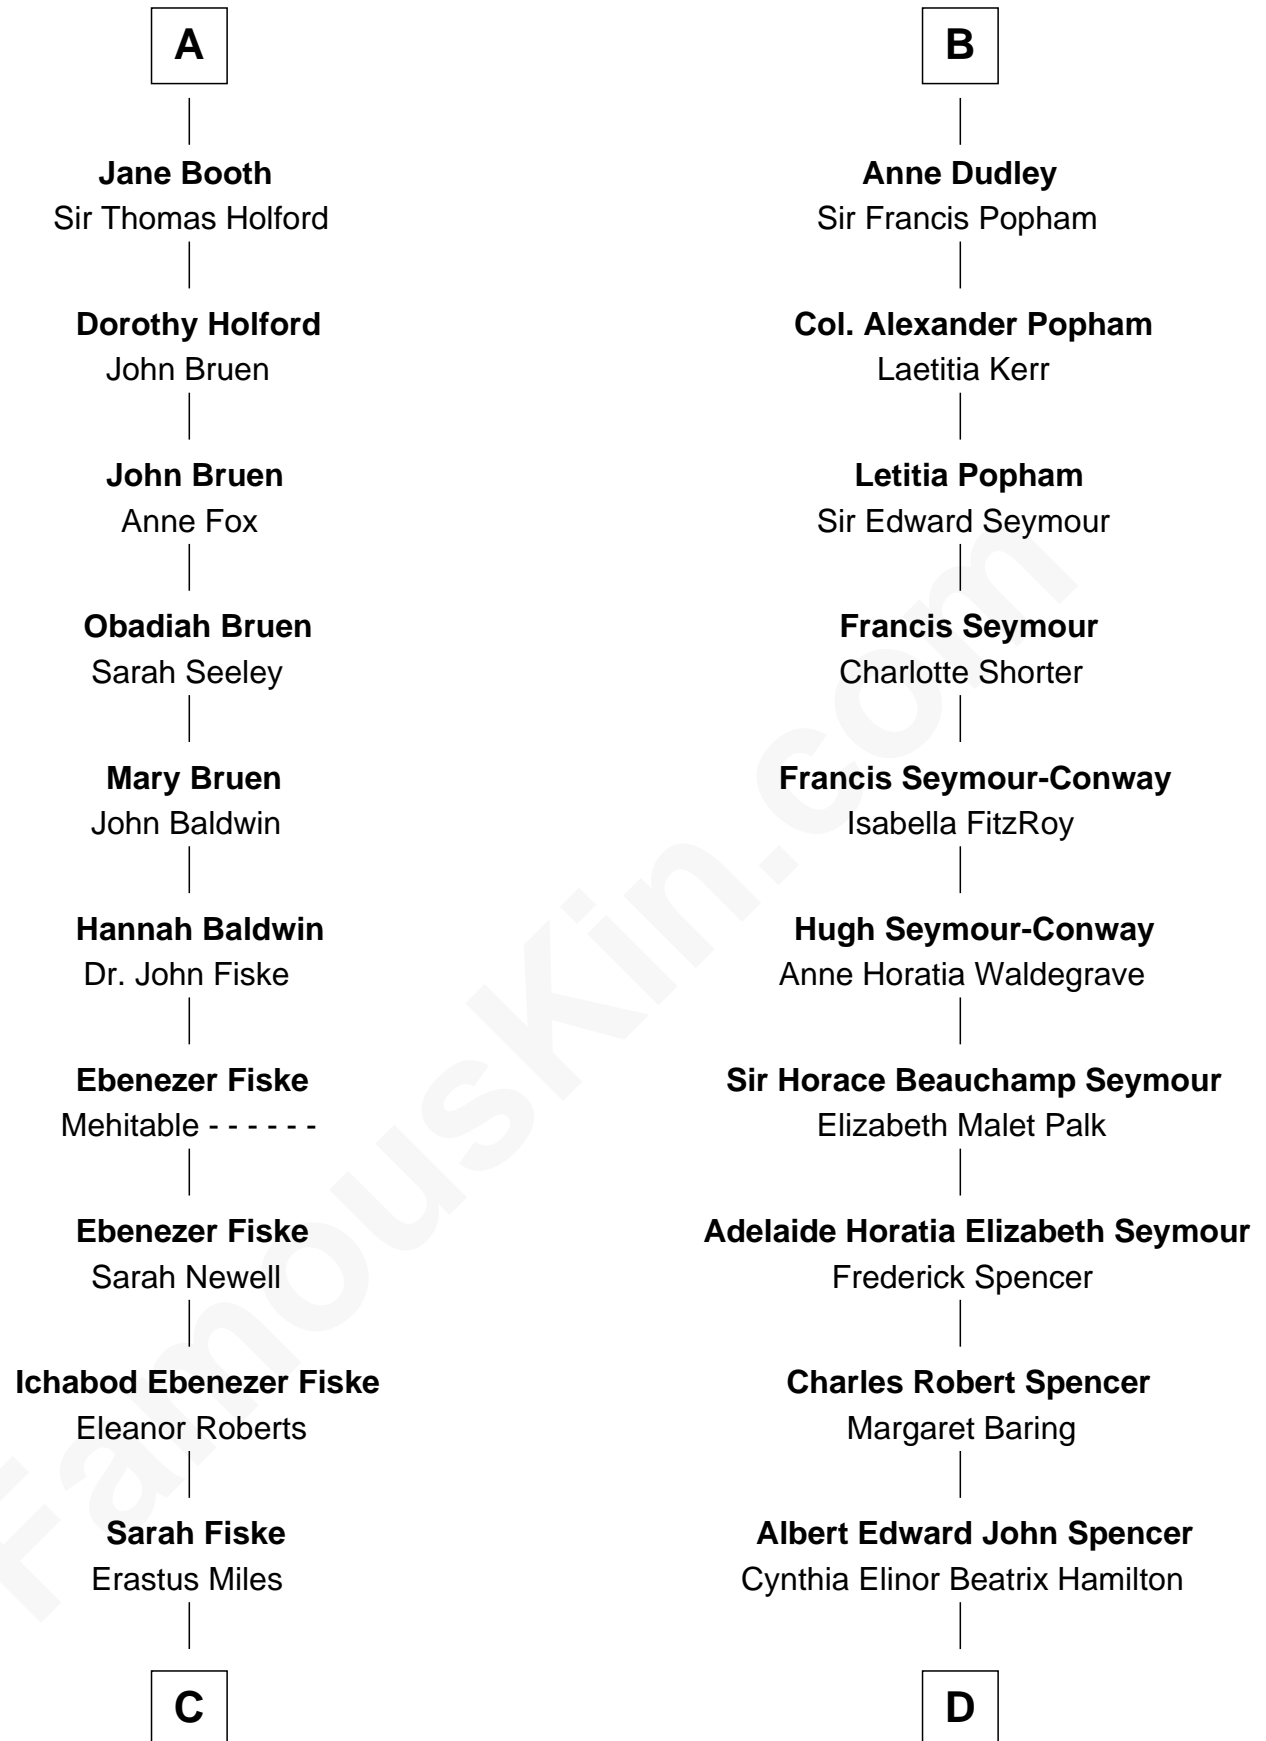 A
Jane Booth
Sir Thomas Holford
Dorothy Holford
John Bruen
John Bruen
Anne Fox
Obadiah Bruen
Sarah Seeley
Mary Bruen
John Baldwin
Hannah Baldwin
Dr. John Fiske
Ebenezer Fiske
Mehitable - - - - - -
Ebenezer Fiske
Sarah Newell
Ichabod Ebenezer Fiske
Eleanor Roberts
Sarah Fiske
Erastus Miles
C
B
Anne Dudley
Sir Francis Popham
Col. Alexander Popham
Laetitia Kerr
Letitia Popham
Sir Edward Seymour
Francis Seymour
Charlotte Shorter
Francis Seymour-Conway
Isabella FitzRoy
Hugh Seymour-Conway
Anne Horatia Waldegrave
Sir Horace Beauchamp Seymour
Elizabeth Malet Palk
Adelaide Horatia Elizabeth Seymour
Frederick Spencer
Charles Robert Spencer
Margaret Baring
Albert Edward John Spencer
Cynthia Elinor Beatrix Hamilton
D
FamousKin.com